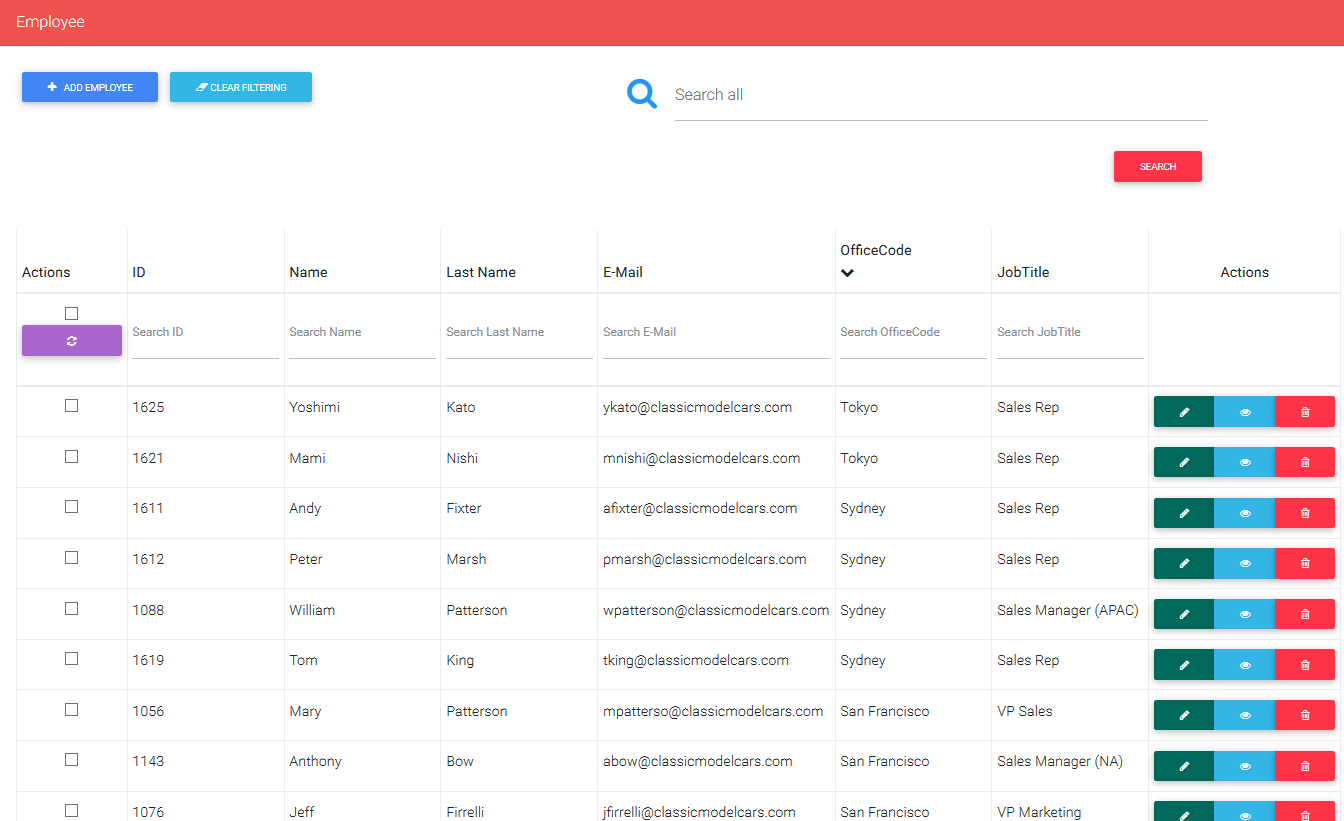 Employee
ADD EMPLOYEE CLEAR FILTERING
Search all
SEARCH
Actions ID Name Last Name E-Mail OfficeCode JobTitle Actions
Search ID Search Name Search Last Name Search E-Mail Search OfficeCode Search JobTitle
1625 Yoshimi Kato ykato@classicmodelcars.com Tokyo Sales Rep
1621 Mami Nishi mnishi@classicmodelcars.com Tokyo Sales Rep
1611 Andy Fixter afixter@classicmodelcars.com Sydney Sales Rep
1612 Peter Marsh pmarsh@classicmodelcars.com Sydney Sales Rep
1088 William Patterson wpatterson@classicmodelcars.com Sydney Sales Manager (APAC)
1619 Tom King tking@classicmodelcars.com Sydney Sales Rep
1056 Mary Patterson mpatterso@classicmodelcars.com San Francisco VP Sales
1143 Anthony Bow abow@classicmodelcars.com San Francisco Sales Manager (NA)
1076 Jeff Firrelli jfirrelli@classicmodelcars.com San Francisco VP Marketing